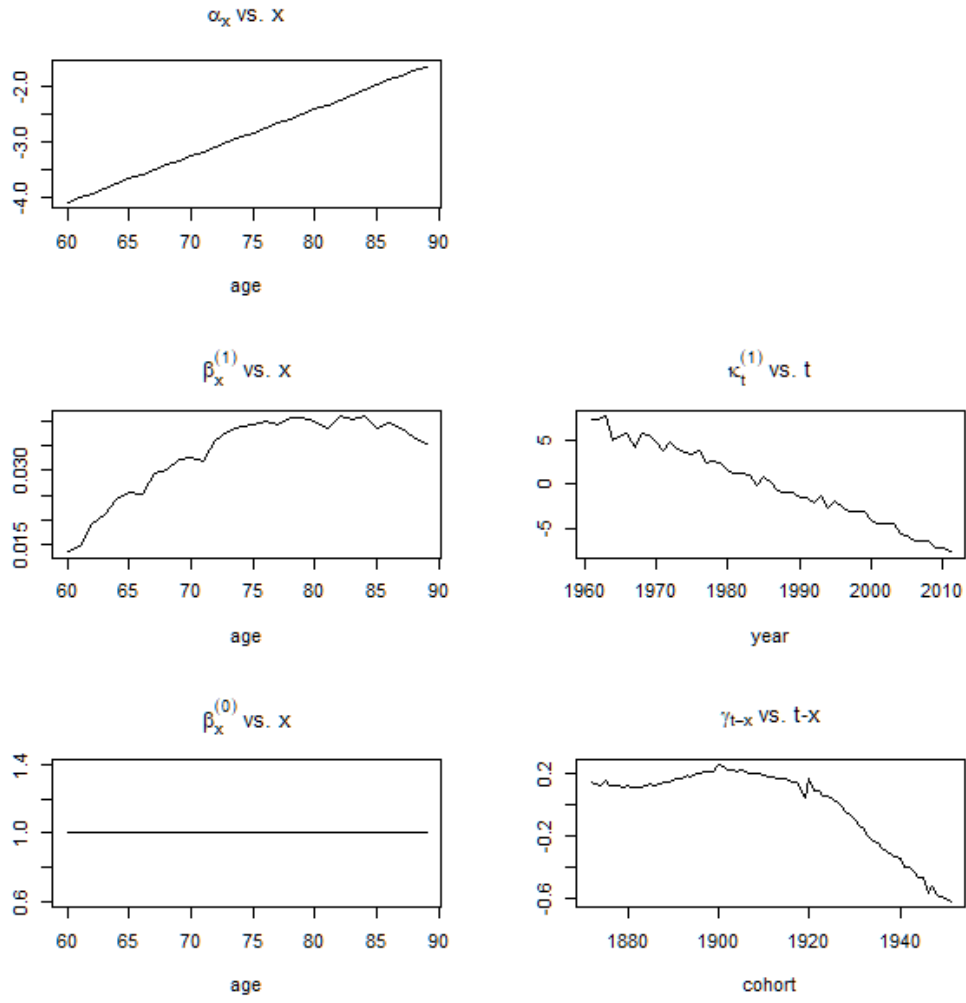 αx vs. x
-2.0
-3.0
-4.0
60 65 70 75 80 85 90
age
βx(1) vs. x
κt(1) vs. t
0.030
0.015
5
0
-5
60 65 70 75 80 85 90
1960 1970 1980 1990 2000 2010
age
year
βx(0) vs. x
γt−x vs. t-x
1.4
1.0
0.6
0.2
-0.2
-0.6
60 65 70 75 80 85 90
1880 1900 1920 1940
age
cohort